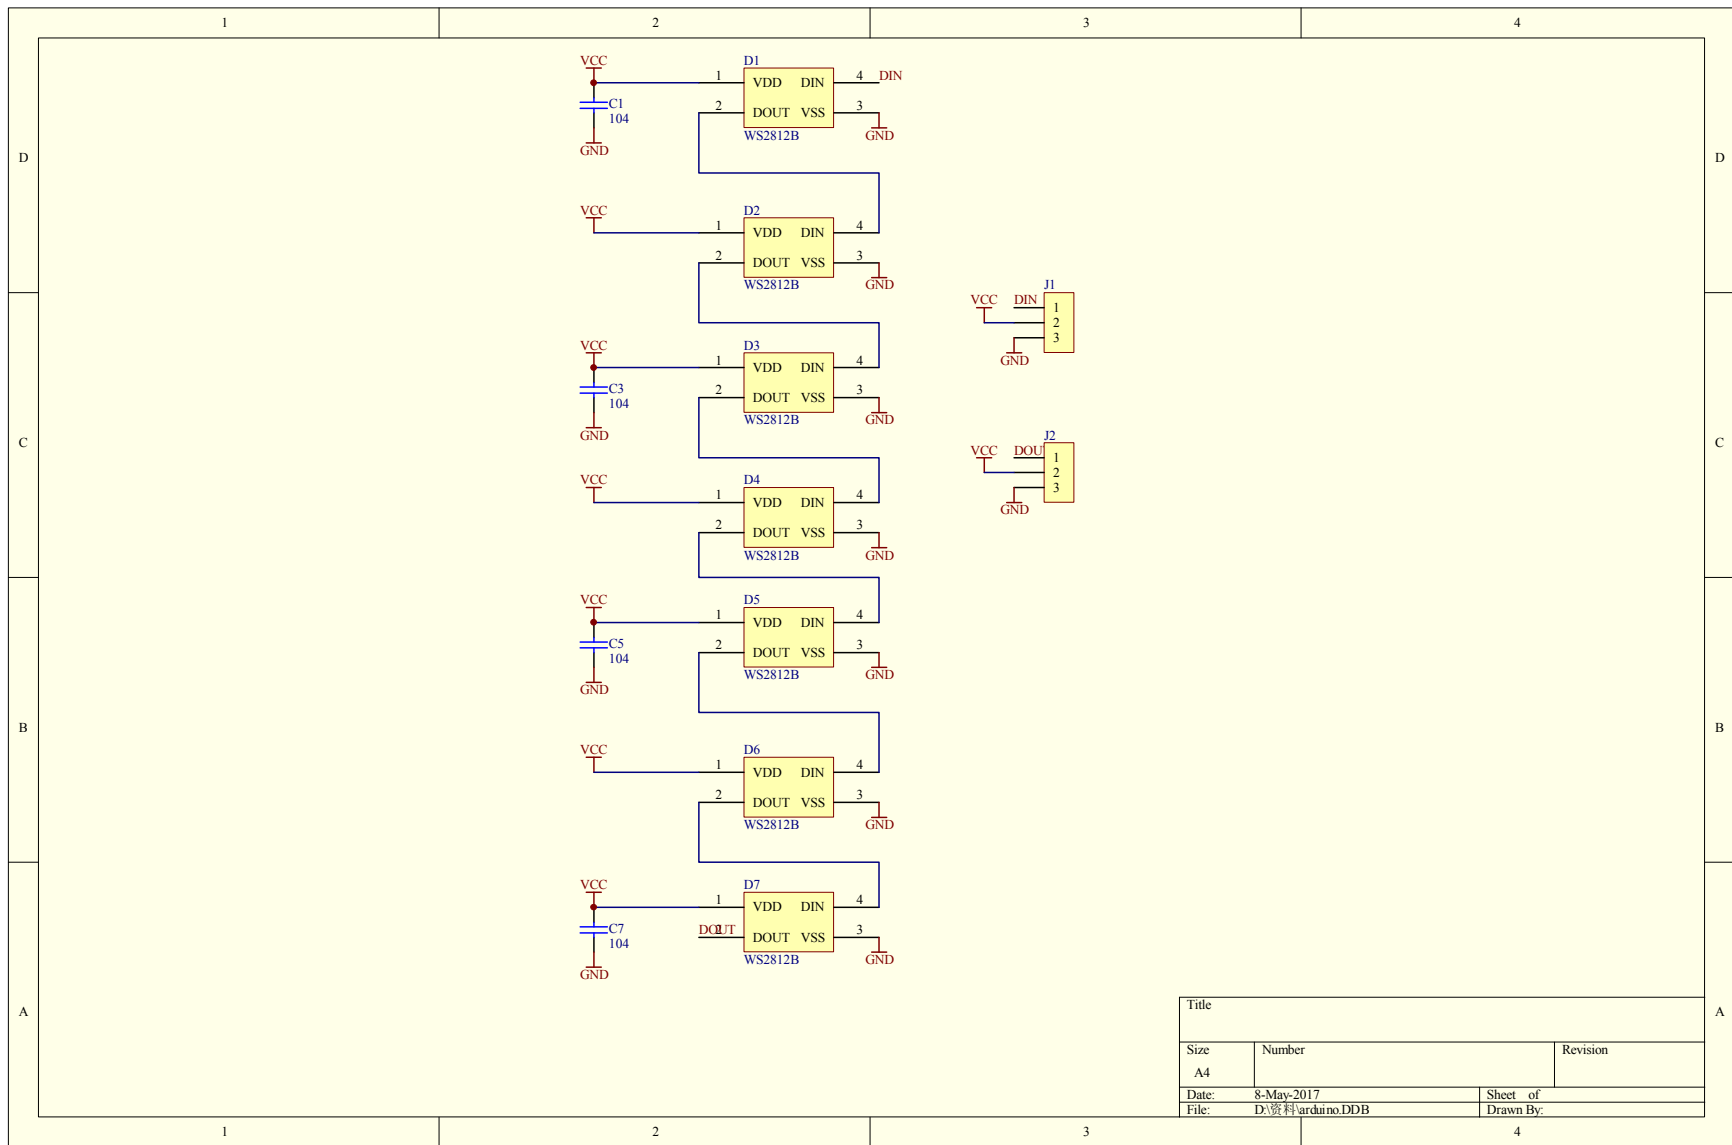 1 2 3 4
VCC D1
1 VDD DIN 4 DIN
C1 2 DOUT VSS 3
104 WS2812B GND
GND
D D
VCC D2
1 VDD DIN 4
2 DOUT VSS 3
WS2812B GND
J1
VCC DIN 1
2
3
GND
VCC D3
1 VDD DIN 4
C3 2 DOUT VSS 3
104 WS2812B GND
GND
C C
J2
VCC DOU 1
2
3
GND
VCC D4
1 VDD DIN 4
2 DOUT VSS 3
WS2812B GND
VCC D5
1 VDD DIN 4
C5 2 DOUT VSS 3
104 WS2812B GND
GND
B B
VCC D6
1 VDD DIN 4
2 DOUT VSS 3
WS2812B GND
VCC D7
1 VDD DIN 4
C7 DOUT 2 DOUT VSS 3
104 WS2812B GND
GND
A A
Title
Size Number Revision
A4
Date: 8-May-2017 Sheet of
File: D:\资料\arduino.DDB Drawn By:
1 2 3 4